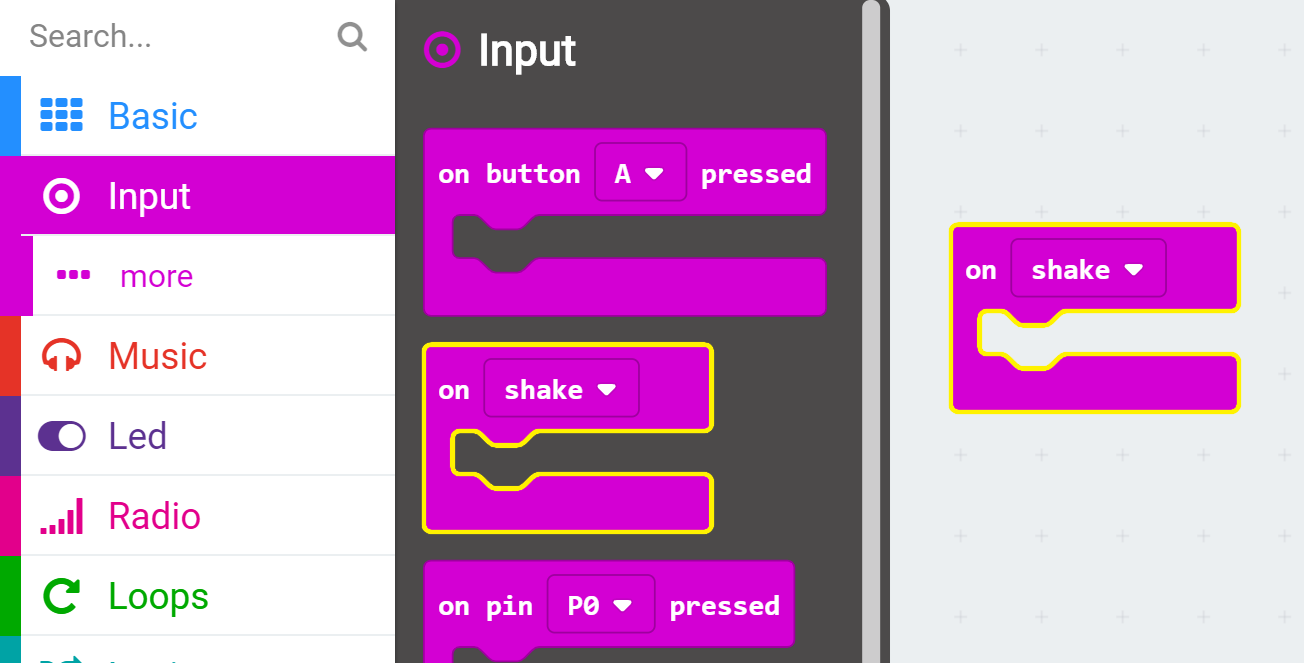 Search...
Basic
Input
more
Music
Led
Radio
Loops
Input
on button A pressed
on shake
on pin P0 pressed
on shake